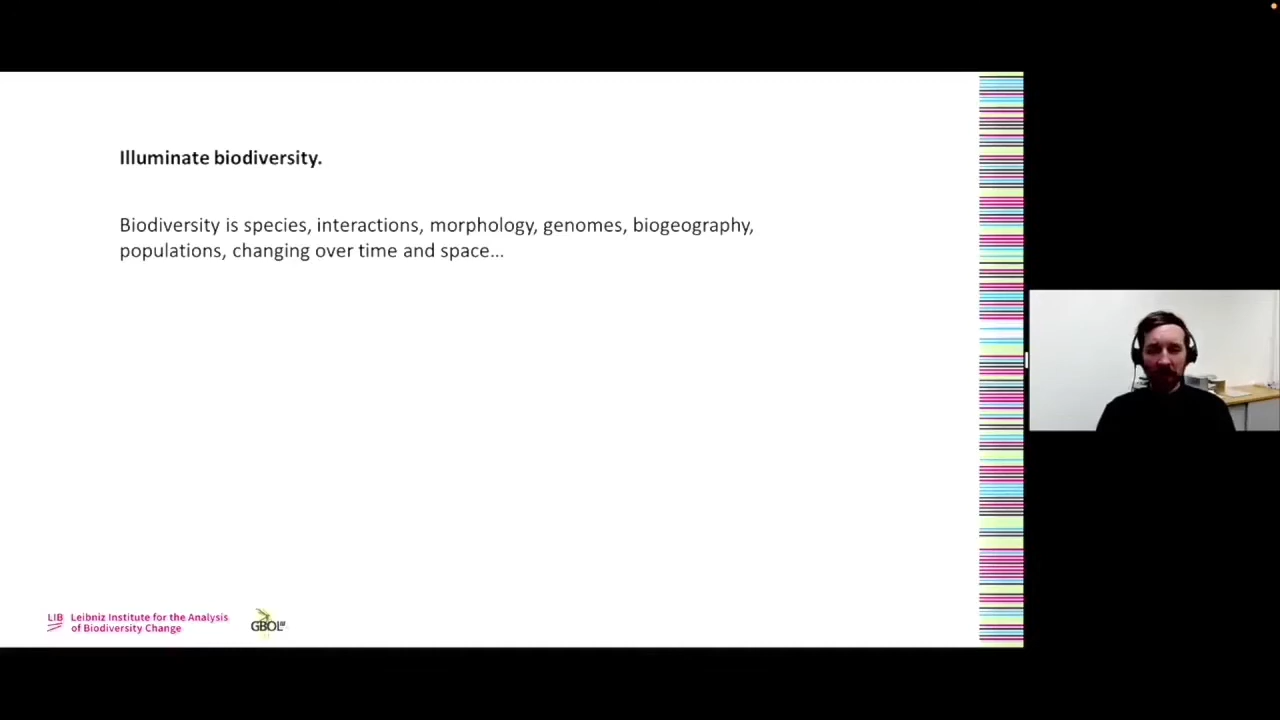 Illuminate biodiversity.
Biodiversity is species, interactions, morphology, genomes, biogeography,
populations, changing over time and space...
LIB Leibniz Institute for the Analysis
of Biodiversity Change
GBOL